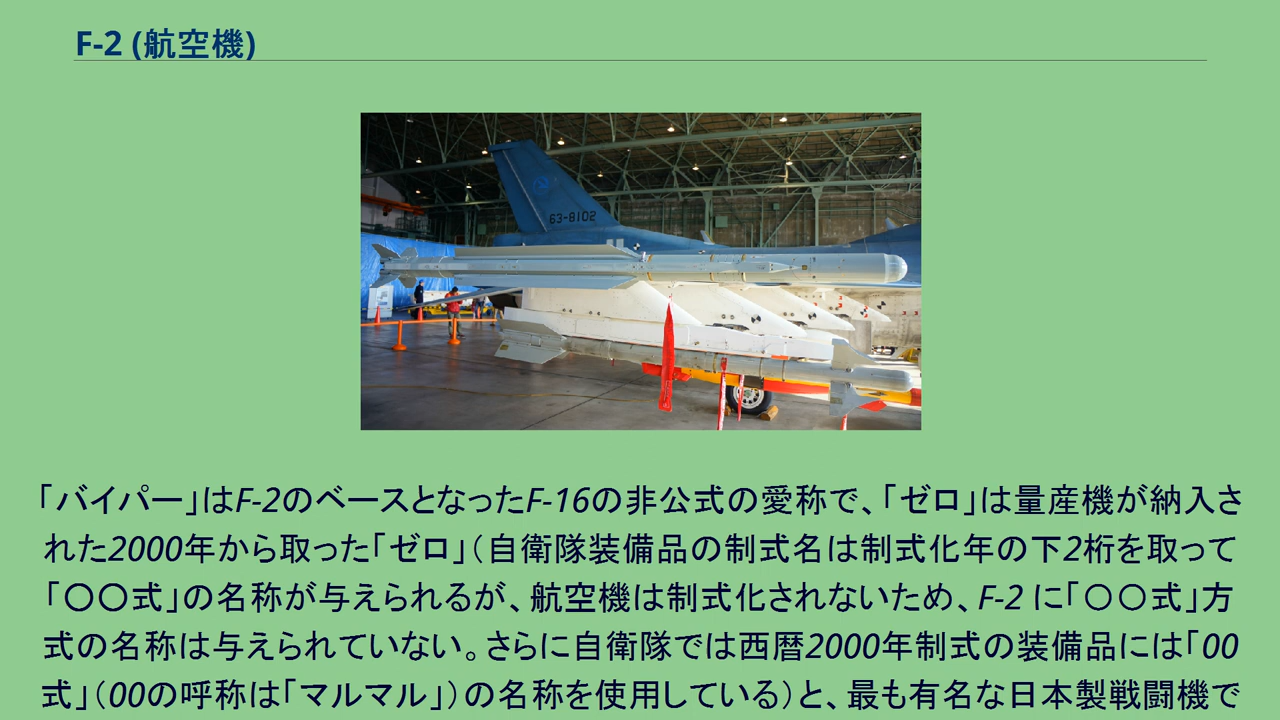 F-2 (航空機)
63-8102
「バイパー」はF-2のベースとなったF-16の非公式の愛称で、「ゼロ」は量産機が納入さ
れた2000年から取った「ゼロ」（自衛隊装備品の制式名は制式化年の下2桁を取って
「〇〇式」の名称が与えられるが、航空機は制式化されないため、F-2 に「〇〇式」方
式の名称は与えられていない。さらに自衛隊では西暦2000年制式の装備品には「00
式」（00の呼称は「マルマル」）の名称を使用している）と、最も有名な日本製戦闘機で